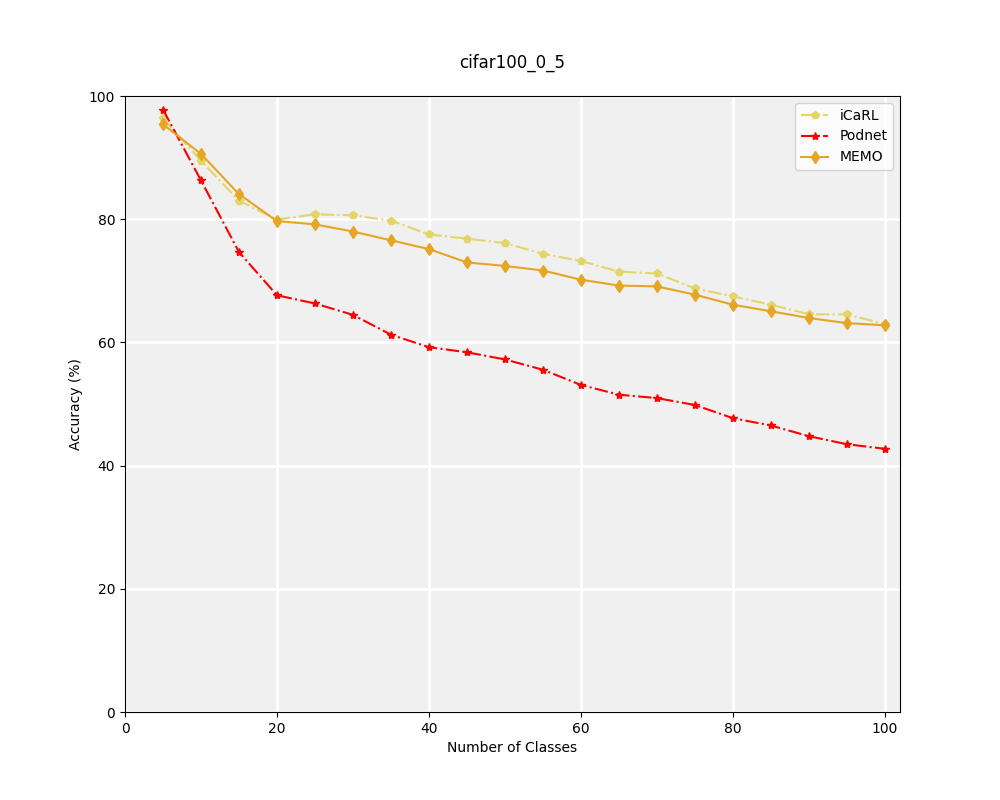 cifar100_0_5
100
80
60
40
20
0
Accuracy (%)
iCaRL
Podnet
MEMO
0 20 40 60 80 100
Number of Classes